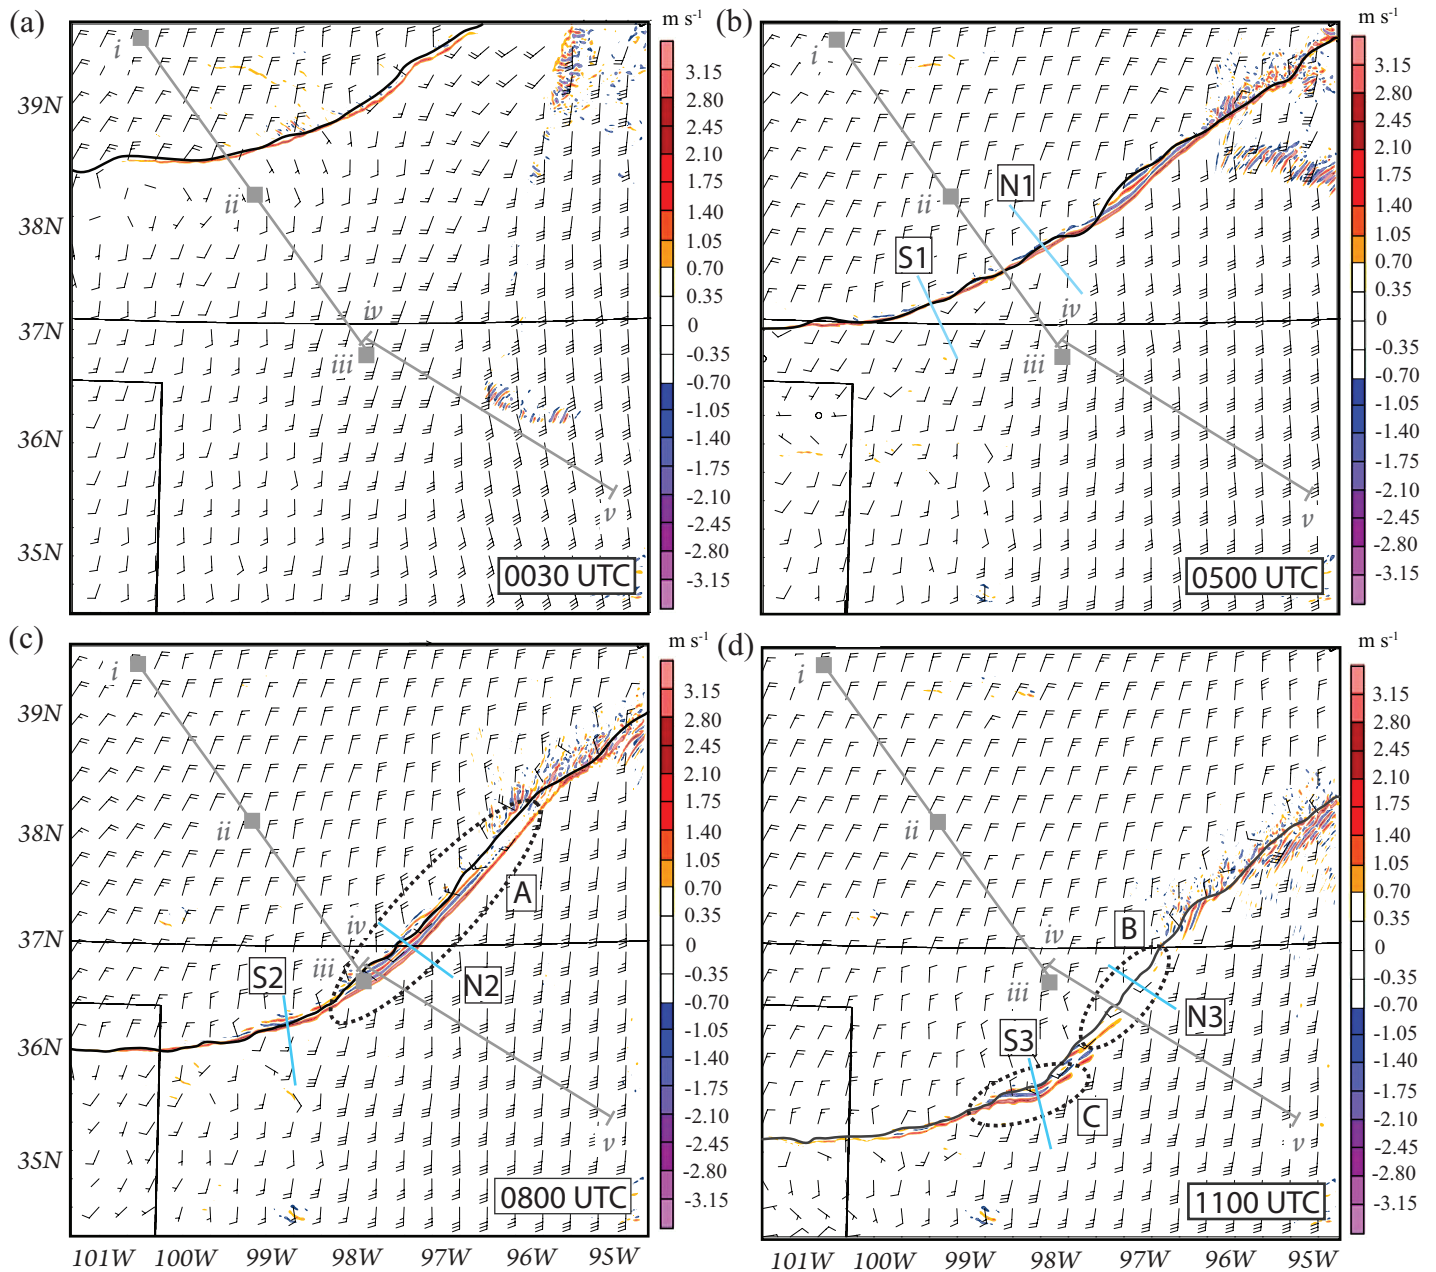 (a)
m s-1
3.15
2.80
2.45
2.10
1.75
1.40
1.05
0.70
0.35
0
-0.35
-0.70
-1.05
-1.40
-1.75
-2.10
-2.45
-2.80
-3.15
39N
38N
37N
36N
35N
i
ii
iv
iii
v
0030 UTC
(b)
m s-1
3.15
2.80
2.45
2.10
1.75
1.40
1.05
0.70
0.35
0
-0.35
-0.70
-1.05
-1.40
-1.75
-2.10
-2.45
-2.80
-3.15
i
ii
N1
S1
iv
iii
v
0500 UTC
(c)
m s-1
3.15
2.80
2.45
2.10
1.75
1.40
1.05
0.70
0.35
0
-0.35
-0.70
-1.05
-1.40
-1.75
-2.10
-2.45
-2.80
-3.15
39N
38N
37N
36N
35N
i
ii
A
iv
iii
S2
N2
v
0800 UTC
101W 100W 99W 98W 97W 96W 95W
(d)
m s-1
3.15
2.80
2.45
2.10
1.75
1.40
1.05
0.70
0.35
0
-0.35
-0.70
-1.05
-1.40
-1.75
-2.10
-2.45
-2.80
-3.15
i
ii
B
iv
iii
N3
S3
C
v
1100 UTC
101W 100W 99W 98W 97W 96W 95W